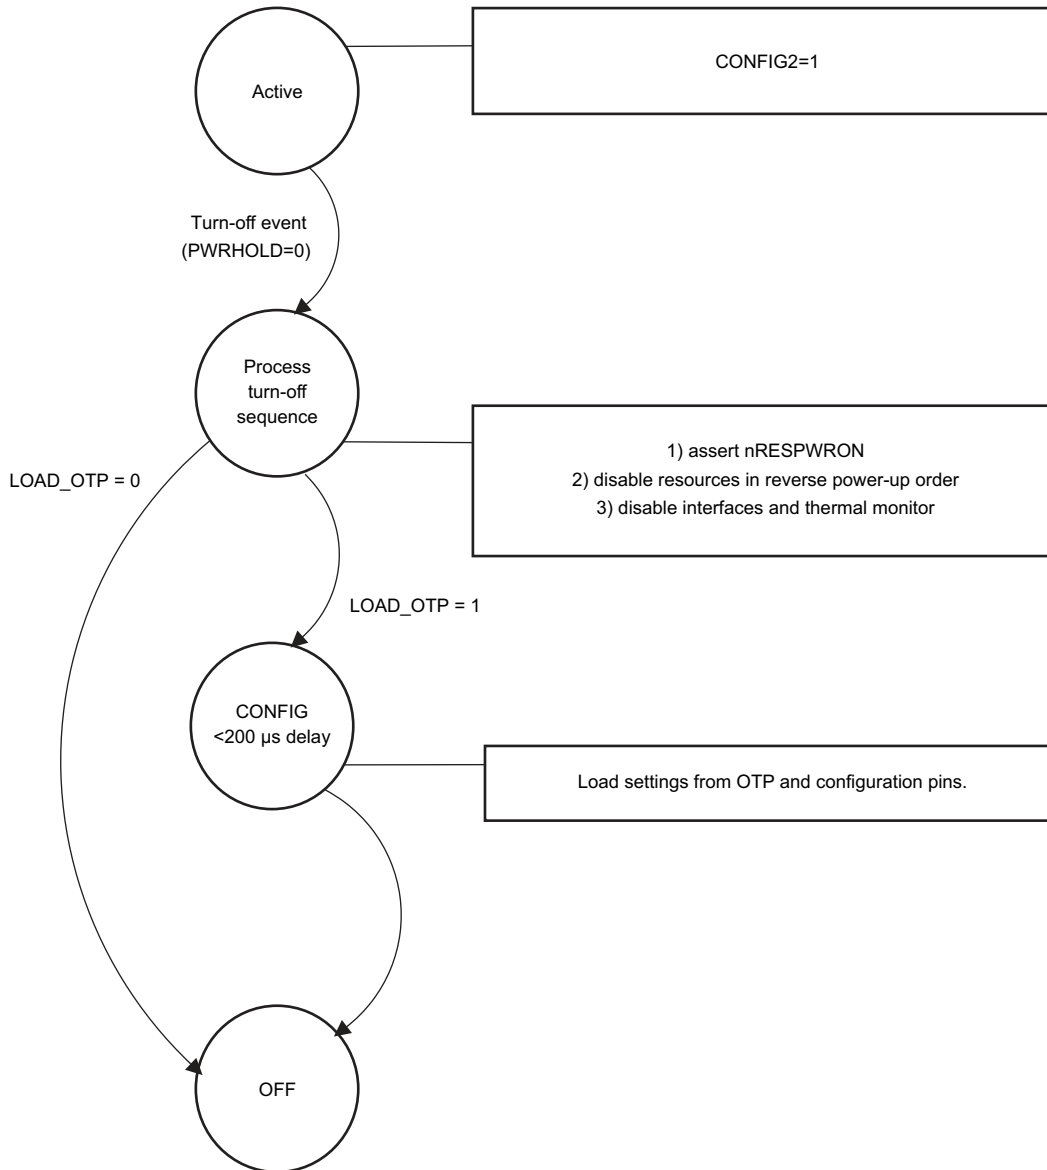 CONFIG2=1
Active
Turn-off event
(PWRHOLD=0)
Process
turn-off
sequence
1) assert nRESPWRON
2) disable resources in reverse power-up order
3) disable interfaces and thermal monitor
LOAD_OTP = 0
LOAD_OTP = 1
CONFIG
<200 µs delay
Load settings from OTP and configuration pins.
OFF